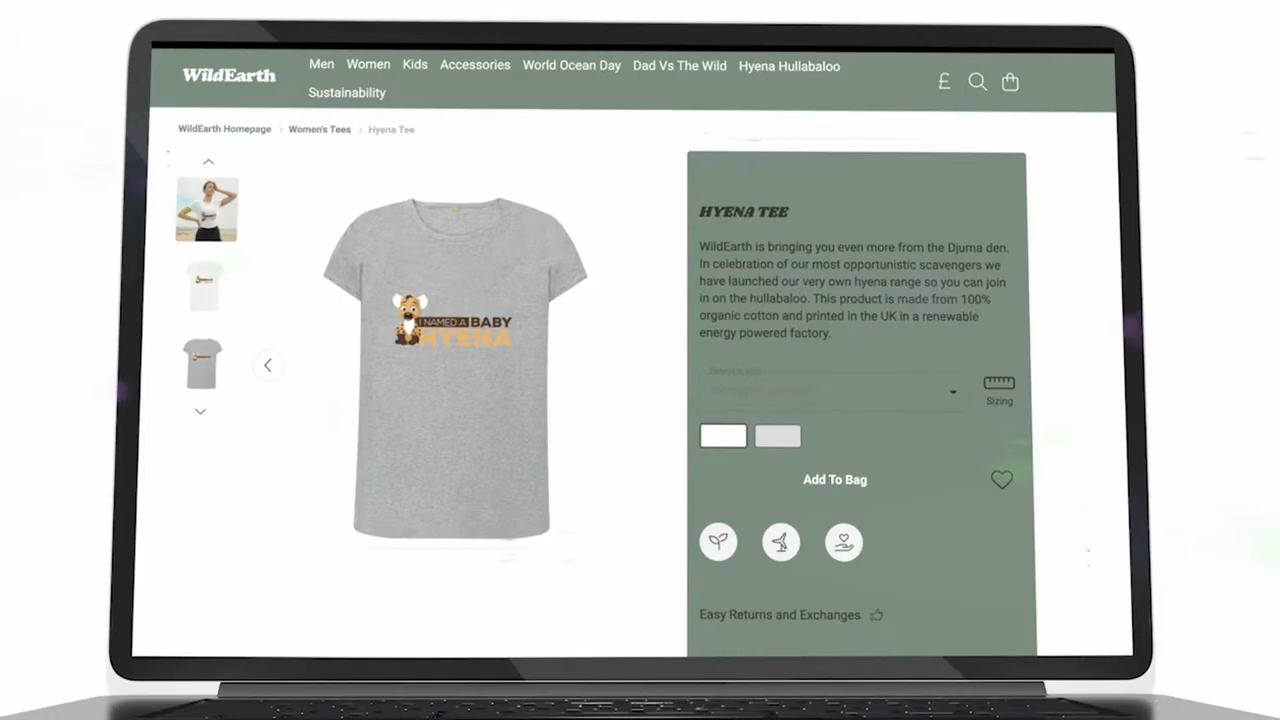 WildEarth
Men Women Kids Accessories World Ocean Day Dad Vs The Wild Hyena Hullabaloo
Sustainability
£
WildEarth Homepage > Women's Tees > Hyena Tee
I NAMED A BABY
HYENA
HYENA TEE
WildEarth is bringing you even more from the Djuma den.
In celebration of our most opportunistic scavengers we
have launched our very own hyena range so you can join
in on the hullabaloo. This product is made from 100%
organic cotton and printed in the UK in a renewable
energy powered factory.
Select a size
Sizing
Add To Bag
Easy Returns and Exchanges